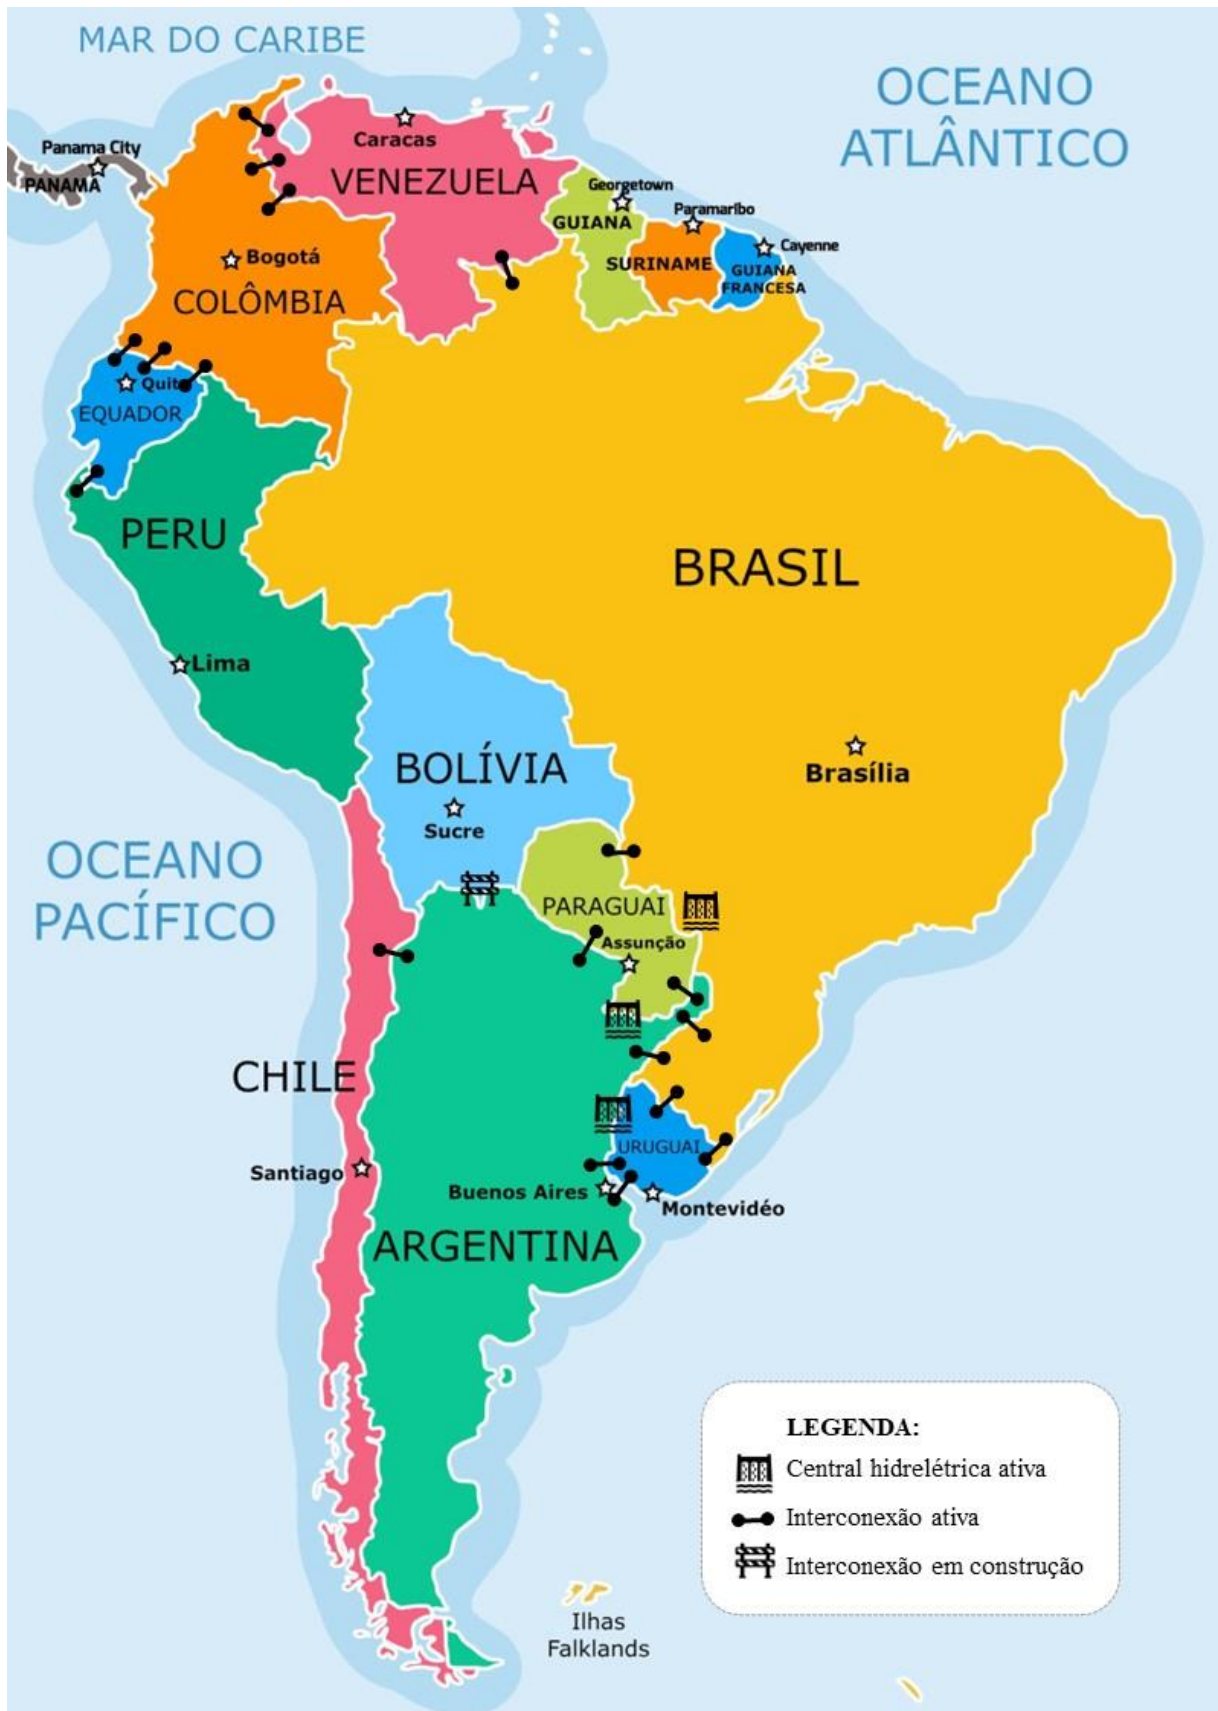 MAR DO CARIBE
OCEANO
ATLÂNTICO
Panama City
PANAMÁ
Caracas
VENEZUELA
Georgetown
GUIANA
Paramaribo
SURINAME
Cayenne
GUIANA
FRANCESA
Bogotá
COLÔMBIA
Quit
EQUADOR
PERU
BRASIL
Lima
Brasília
BOLÍVIA
Sucre
OCEANO
PACÍFICO
PARAGUAI
Assunção
CHILE
URUGUAI
Santiago
Buenos Aires
Montevidéo
ARGENTINA
LEGENDA:
Central hidrelétrica ativa
Interconexão ativa
Interconexão em construção
Ilhas
Falklands